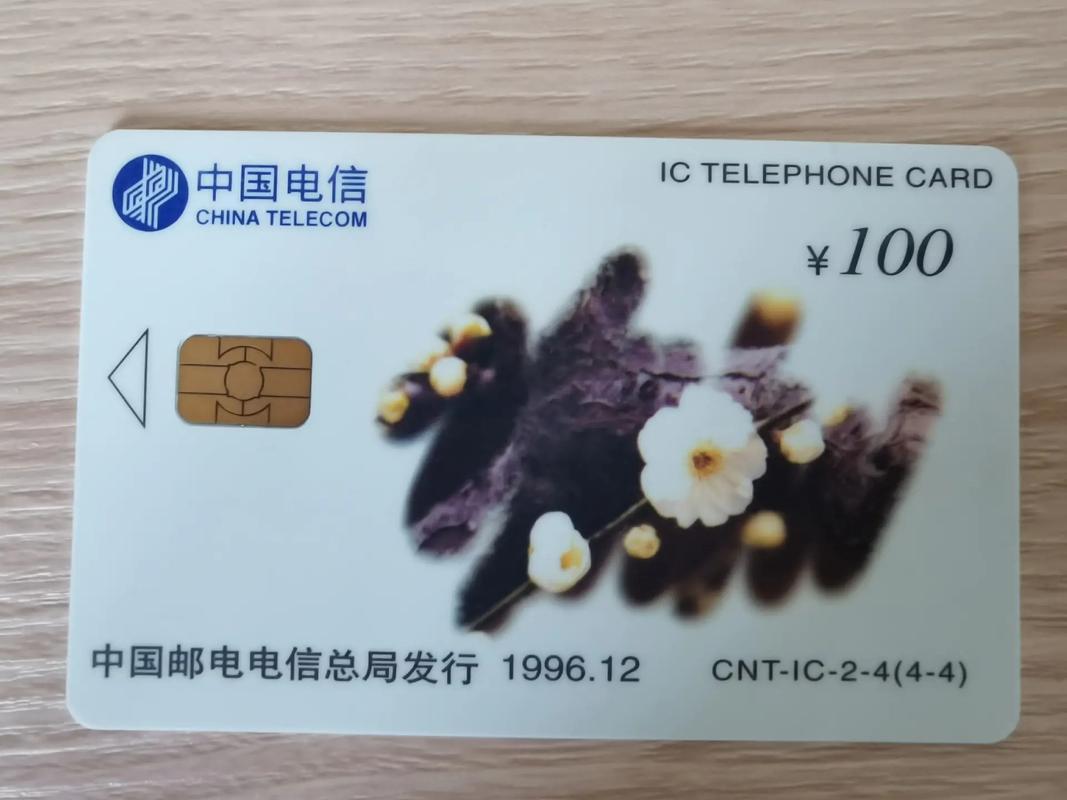 中国电信
CHINA TELECOM
IC TELEPHONE CARD
¥100
中国邮电电信总局发行 1996.12
CNT-IC-2-4(4-4)